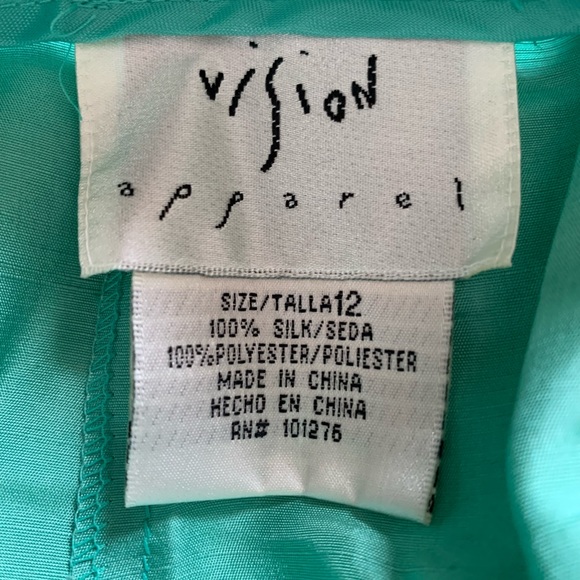 VISION
apparel
SIZE/TALLA12
100% SILK/SEDA
100%POLYESTER/POLIESTER
MADE IN CHINA
HECHO EN CHINA
RN# 101276